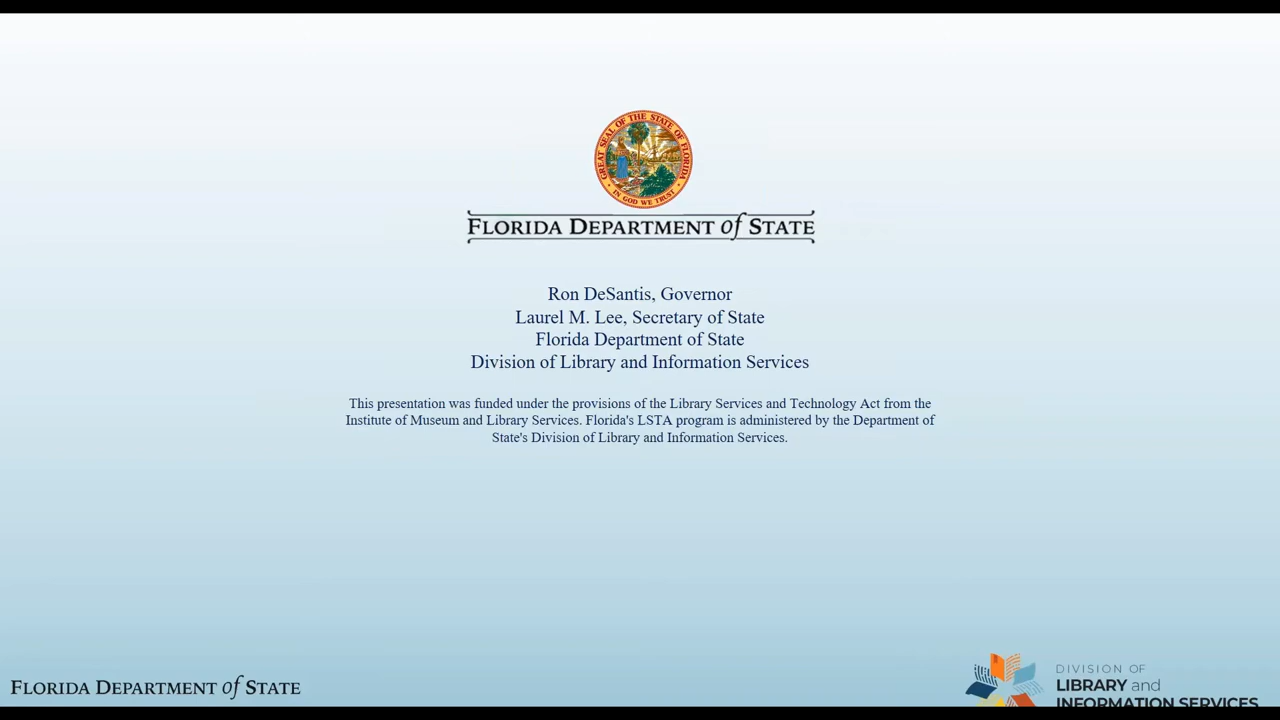 GREAT SEAL OF THE STATE OF FLORIDA
IN GOD WE TRUST
FLORIDA DEPARTMENT of STATE
Ron DeSantis, Governor
Laurel M. Lee, Secretary of State
Florida Department of State
Division of Library and Information Services
This presentation was funded under the provisions of the Library Services and Technology Act from the
Institute of Museum and Library Services. Florida's LSTA program is administered by the Department of
State's Division of Library and Information Services.
FLORIDA DEPARTMENT of STATE
DIVISION OF
LIBRARY and
INFORMATION SERVICES